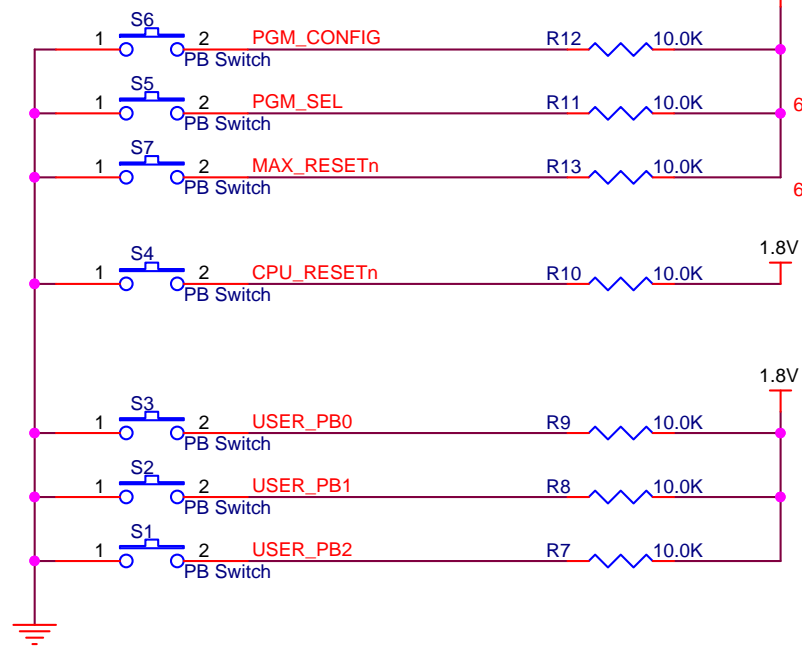 S6
1 2 PGM_CONFIG R12 10.0K
PB Switch
S5
1 2 PGM_SEL R11 10.0K 6
PB Switch
S7
1 2 MAX_RESETn R13 10.0K
PB Switch 6
1.8V
S4
1 2 CPU_RESETn R10 10.0K
PB Switch
1.8V
S3
1 2 USER_PB0 R9 10.0K
PB Switch
S2
1 2 USER_PB1 R8 10.0K
PB Switch
S1
1 2 USER_PB2 R7 10.0K
PB Switch